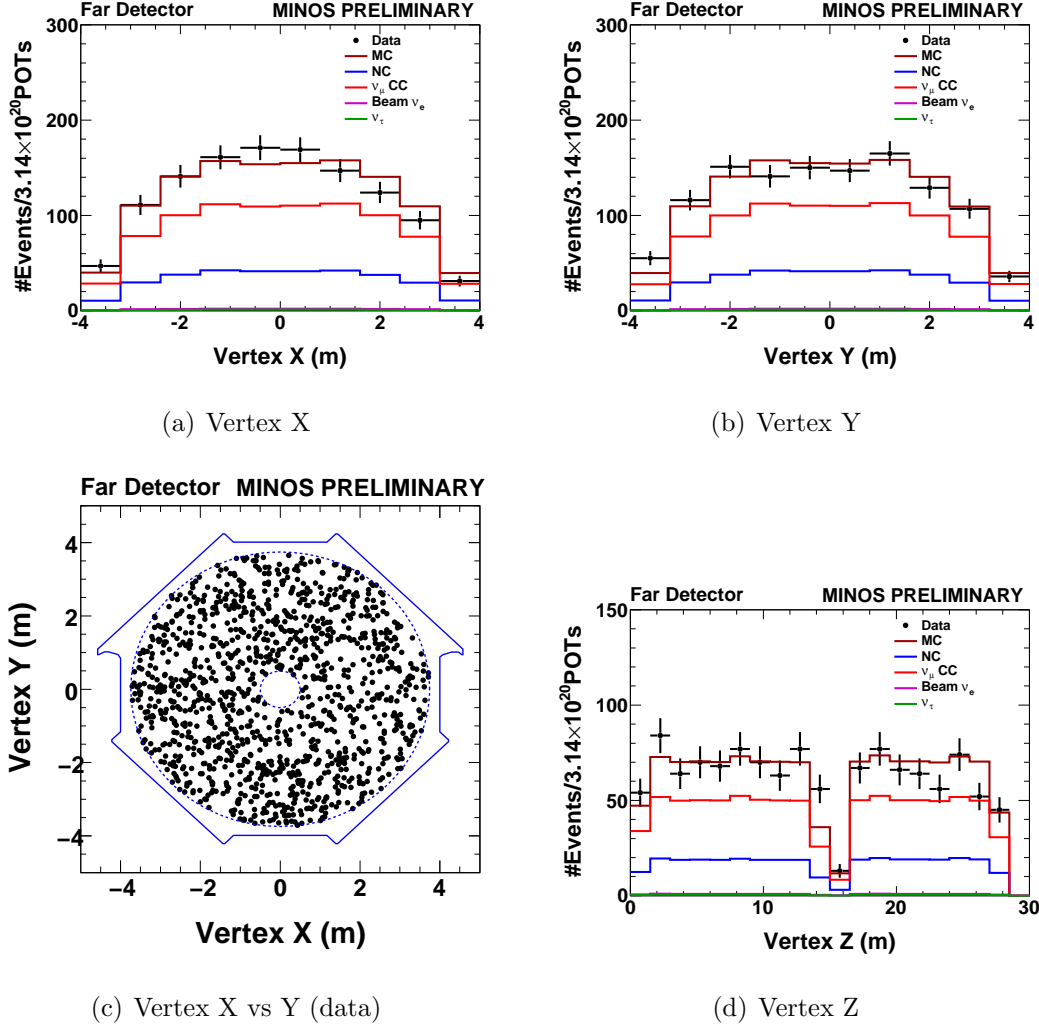 Far Detector MINOS PRELIMINARY
300
200
100
0
#Events/3.14×10²⁰POTs
Data
MC
NC
νμ CC
Beam νe
ντ
-4 -2 0 2 4
Vertex X (m)
(a) Vertex X
Far Detector MINOS PRELIMINARY
300
200
100
0
#Events/3.14×10²⁰POTs
Data
MC
NC
νμ CC
Beam νe
ντ
-4 -2 0 2 4
Vertex Y (m)
(b) Vertex Y
Far Detector MINOS PRELIMINARY
4
2
0
−2
−4
Vertex Y (m)
−4 −2 0 2 4
Vertex X (m)
(c) Vertex X vs Y (data)
Far Detector MINOS PRELIMINARY
150
100
50
0
#Events/3.14×10²⁰POTs
Data
MC
NC
νμ CC
Beam νe
ντ
0 10 20 30
Vertex Z (m)
(d) Vertex Z